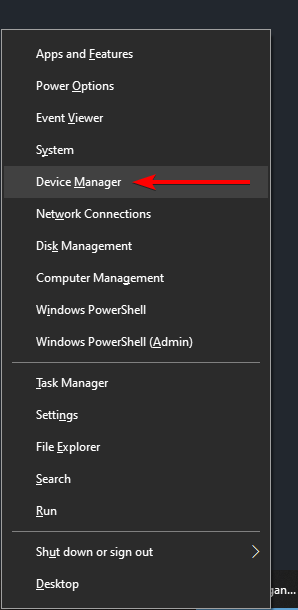 Apps and Features
Power Options
Event Viewer
System
Device Manager
Network Connections
Disk Management
Computer Management
Windows PowerShell
Windows PowerShell (Admin)
Task Manager
Settings
File Explorer
Search
Run
Shut down or sign out
Desktop